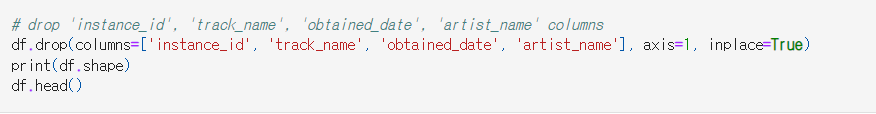 # drop 'instance_id', 'track_name', 'obtained_date', 'artist_name' columns
df.drop(columns=['instance_id', 'track_name', 'obtained_date', 'artist_name'], axis=1, inplace=True)
print(df.shape)
df.head()